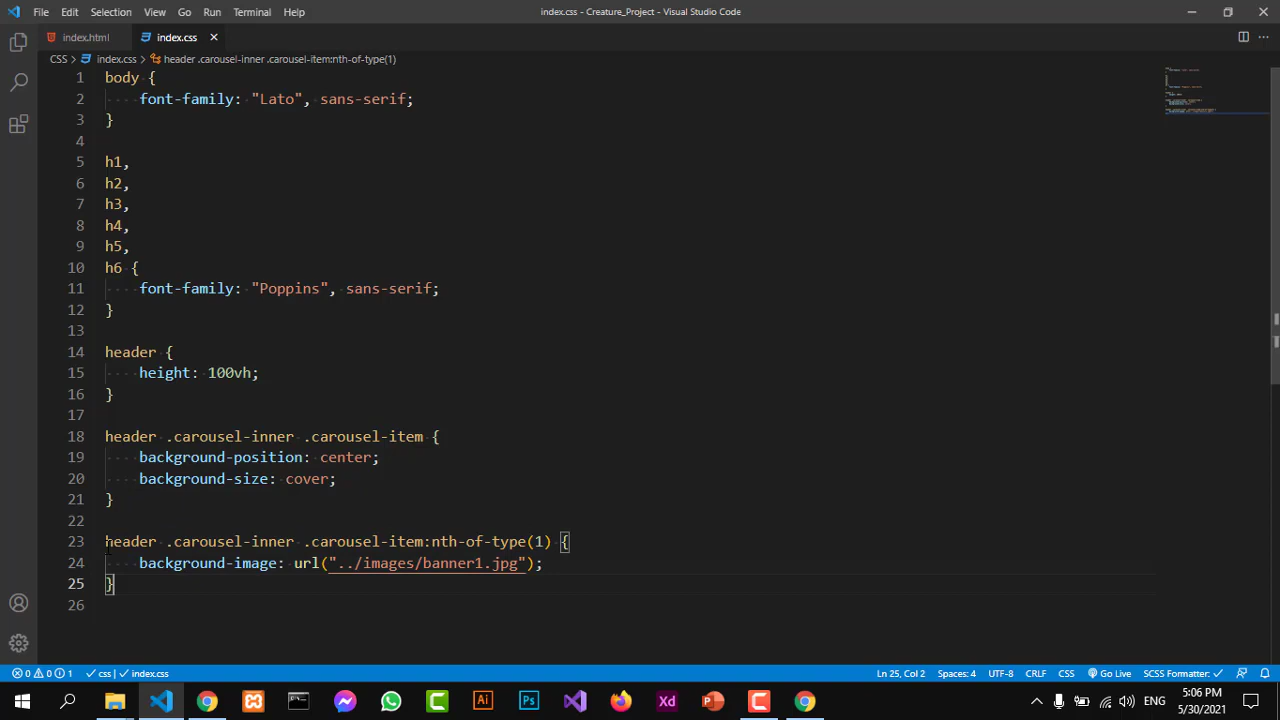 File Edit Selection View Go Run Terminal Help
index.css - Creature_Project - Visual Studio Code
index.html index.css
CSS > index.css > header .carousel-inner .carousel-item:nth-of-type(1)
1 body {
2 font-family: "Lato", sans-serif;
3 }
4
5 h1,
6 h2,
7 h3,
8 h4,
9 h5,
10 h6 {
11 font-family: "Poppins", sans-serif;
12 }
13
14 header {
15 height: 100vh;
16 }
17
18 header .carousel-inner .carousel-item {
19 background-position: center;
20 background-size: cover;
21 }
22
23 header .carousel-inner .carousel-item:nth-of-type(1) {
24 background-image: url("../images/banner1.jpg");
25 }
26
0 0 1 css index.css Ln 25, Col 2 Spaces: 4 UTF-8 CRLF CSS Go Live SCSS Formatter:
Ai Ps Xd ENG 5:06 PM
5/30/2021